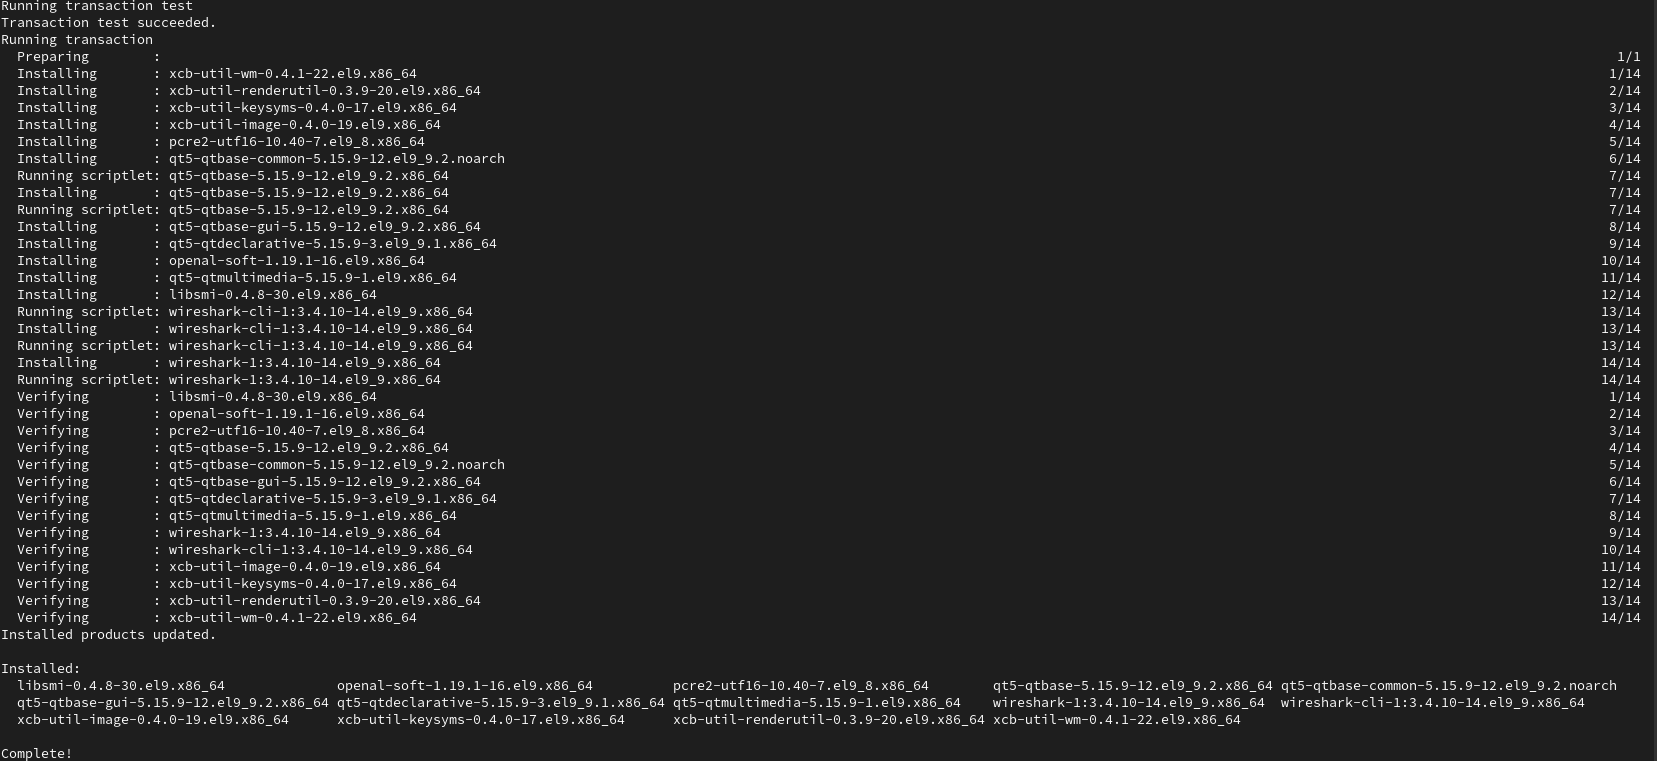 Running transaction test
Transaction test succeeded.
Running transaction
  Preparing        :                                                        1/1
  Installing       : xcb-util-wm-0.4.1-22.el9.x86_64                       1/14
  Installing       : xcb-util-renderutil-0.3.9-20.el9.x86_64               2/14
  Installing       : xcb-util-keysyms-0.4.0-17.el9.x86_64                  3/14
  Installing       : xcb-util-image-0.4.0-19.el9.x86_64                    4/14
  Installing       : pcre2-utf16-10.40-7.el9_8.x86_64                      5/14
  Installing       : qt5-qtbase-common-5.15.9-12.el9_9.2.noarch            6/14
  Running scriptlet: qt5-qtbase-5.15.9-12.el9_9.2.x86_64                   7/14
  Installing       : qt5-qtbase-5.15.9-12.el9_9.2.x86_64                   7/14
  Running scriptlet: qt5-qtbase-5.15.9-12.el9_9.2.x86_64                   7/14
  Installing       : qt5-qtbase-gui-5.15.9-12.el9_9.2.x86_64               8/14
  Installing       : qt5-qtdeclarative-5.15.9-3.el9_9.1.x86_64             9/14
  Installing       : openal-soft-1.19.1-16.el9.x86_64                     10/14
  Installing       : qt5-qtmultimedia-5.15.9-1.el9.x86_64                 11/14
  Installing       : libsmi-0.4.8-30.el9.x86_64                           12/14
  Running scriptlet: wireshark-cli-1:3.4.10-14.el9_9.x86_64               13/14
  Installing       : wireshark-cli-1:3.4.10-14.el9_9.x86_64               13/14
  Running scriptlet: wireshark-cli-1:3.4.10-14.el9_9.x86_64               13/14
  Installing       : wireshark-1:3.4.10-14.el9_9.x86_64                   14/14
  Running scriptlet: wireshark-1:3.4.10-14.el9_9.x86_64                   14/14
  Verifying        : libsmi-0.4.8-30.el9.x86_64                            1/14
  Verifying        : openal-soft-1.19.1-16.el9.x86_64                      2/14
  Verifying        : pcre2-utf16-10.40-7.el9_8.x86_64                      3/14
  Verifying        : qt5-qtbase-5.15.9-12.el9_9.2.x86_64                   4/14
  Verifying        : qt5-qtbase-common-5.15.9-12.el9_9.2.noarch            5/14
  Verifying        : qt5-qtbase-gui-5.15.9-12.el9_9.2.x86_64               6/14
  Verifying        : qt5-qtdeclarative-5.15.9-3.el9_9.1.x86_64             7/14
  Verifying        : qt5-qtmultimedia-5.15.9-1.el9.x86_64                  8/14
  Verifying        : wireshark-1:3.4.10-14.el9_9.x86_64                    9/14
  Verifying        : wireshark-cli-1:3.4.10-14.el9_9.x86_64               10/14
  Verifying        : xcb-util-image-0.4.0-19.el9.x86_64                   11/14
  Verifying        : xcb-util-keysyms-0.4.0-17.el9.x86_64                 12/14
  Verifying        : xcb-util-renderutil-0.3.9-20.el9.x86_64              13/14
  Verifying        : xcb-util-wm-0.4.1-22.el9.x86_64                      14/14
Installed products updated.

Installed:
  libsmi-0.4.8-30.el9.x86_64              openal-soft-1.19.1-16.el9.x86_64          pcre2-utf16-10.40-7.el9_8.x86_64        qt5-qtbase-5.15.9-12.el9_9.2.x86_64 qt5-qtbase-common-5.15.9-12.el9_9.2.noarch
  qt5-qtbase-gui-5.15.9-12.el9_9.2.x86_64 qt5-qtdeclarative-5.15.9-3.el9_9.1.x86_64 qt5-qtmultimedia-5.15.9-1.el9.x86_64    wireshark-1:3.4.10-14.el9_9.x86_64  wireshark-cli-1:3.4.10-14.el9_9.x86_64
  xcb-util-image-0.4.0-19.el9.x86_64      xcb-util-keysyms-0.4.0-17.el9.x86_64      xcb-util-renderutil-0.3.9-20.el9.x86_64 xcb-util-wm-0.4.1-22.el9.x86_64

Complete!